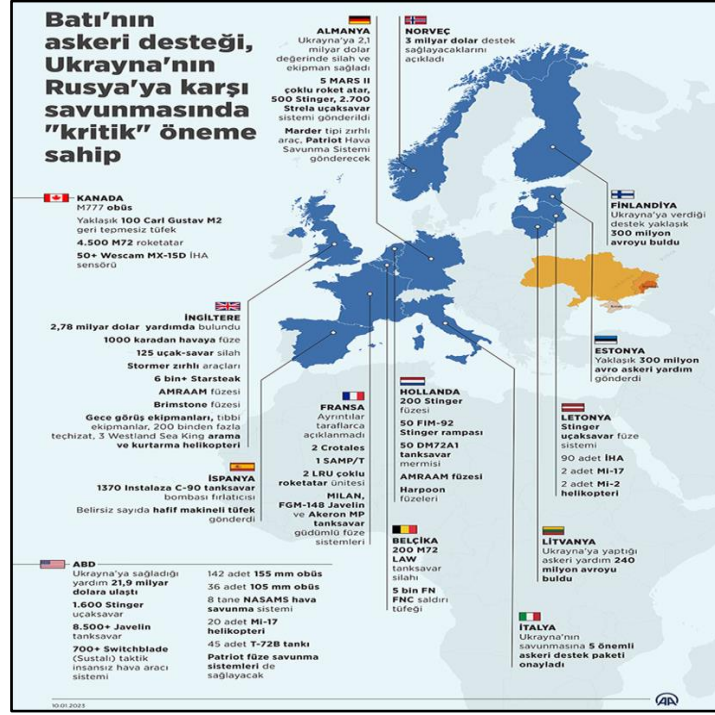 Batı'nın
askeri desteği,
Ukrayna'nın
Rusya'ya karşı
savunmasında
"kritik" öneme
sahip
ALMANYA
Ukrayna'ya 2,1
milyar dolar
değerinde silah ve
ekipman sağladı
5 MARS II
çoklu roket atar,
500 Stinger, 2.700
Strela uçaksavar
sistemi gönderildi
Marder tipi zırhlı
araç, Patriot Hava
Savunma Sistemi
gönderecek
NORVEÇ
3 milyar dolar destek
sağlayacaklarını
açıkladı
KANADA
M777 obüs
Yaklaşık 100 Carl Gustav M2
geri tepmesiz tüfek
4.500 M72 roketatar
50+ Wescam MX-15D İHA
sensörü
FİNLANDİYA
Ukrayna'ya verdiği
destek yaklaşık
300 milyon
avroyu buldu
İNGİLTERE
2,78 milyar dolar yardımda bulundu
1000 karadan havaya füze
125 uçak-savar silah
Stormer zırhlı araçları
6 bin+ Starsteak
AMRAAM füzesi
Brimstone füzesi
Gece görüş ekipmanları, tıbbi
ekipmanlar, 200 binden fazla
teçhizat, 3 Westland Sea King arama
ve kurtarma helikopteri
ESTONYA
Yaklaşık 300 milyon
avro askeri yardım
gönderdi
FRANSA
Ayrıntılar
taraflarca
açıklanmadı
2 Crotales
1 SAMP/T
2 LRU çoklu
roketatar ünitesi
MILAN,
FGM-148 Javelin
ve Akeron MP
tanksavar
güdümlü füze
sistemleri
HOLLANDA
200 Stinger
füzesi
50 FIM-92
Stinger rampası
50 DM72A1
tanksavar
mermisi
AMRAAM füzesi
Harpoon
füzeleri
LETONYA
Stinger
uçaksavar füze
sistemi
90 adet İHA
2 adet Mi-17
2 adet Mi-2
helikopteri
İSPANYA
1370 Instalaza C-90 tanksavar
bombası fırlatıcısı
Belirsiz sayıda hafif makineli tüfek
gönderdi
BELÇİKA
200 M72
LAW
tanksavar
silahı
5 bin FN
FNC saldırı
tüfeği
LİTVANYA
Ukrayna'ya yaptığı
askeri yardım 240
milyon avroyu
buldu
ABD
Ukrayna'ya sağladığı
yardım 21,9 milyar
dolara ulaştı
1.600 Stinger
uçaksavar
8.500+ Javelin
tanksavar
700+ Switchblade
(Sustalı) taktik
insansız hava aracı
sistemi
142 adet 155 mm obüs
36 adet 105 mm obüs
8 tane NASAMS hava
savunma sistemi
20 adet Mi-17
helikopteri
45 adet T-72B tankı
Patriot füze savunma
sistemleri de
sağlayacak
İTALYA
Ukrayna'nın
savunmasına 5 önemli
askeri destek paketi
onayladı
10.01.2023
AA